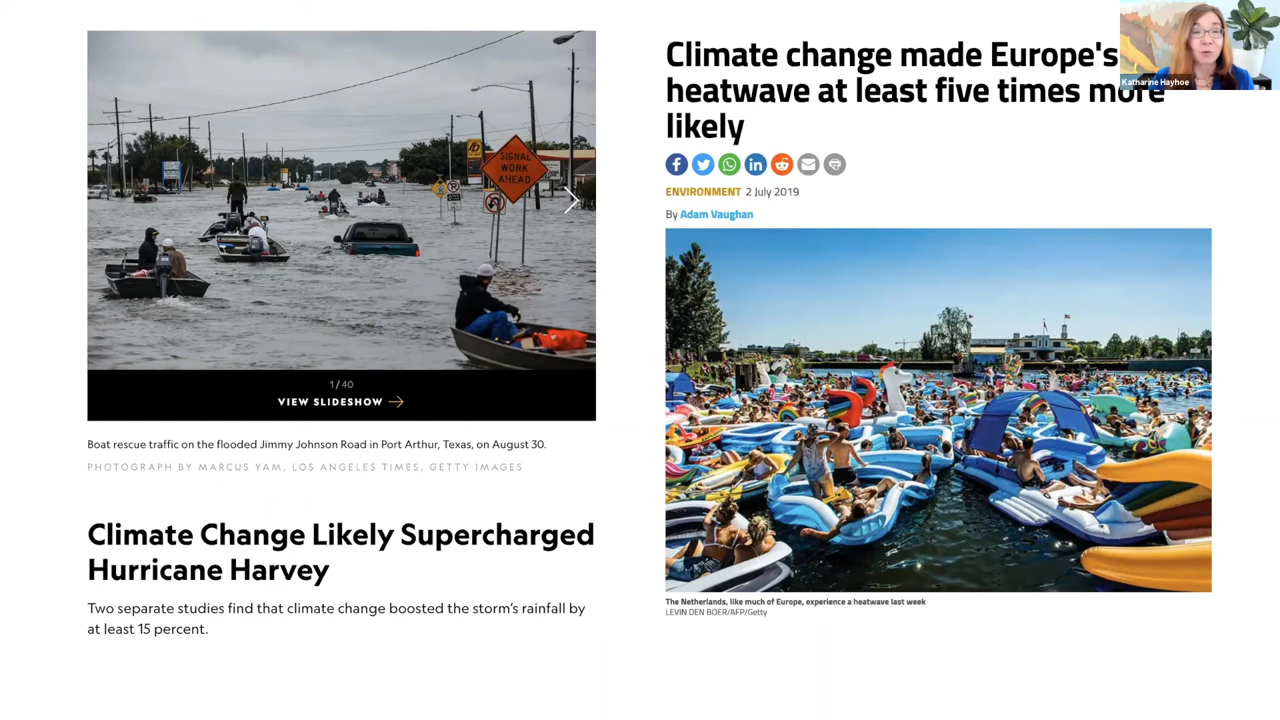 SIGNAL
WORK
AHEAD
1/40
VIEW SLIDESHOW
Boat rescue traffic on the flooded Jimmy Johnson Road in Port Arthur, Texas, on August 30.
PHOTOGRAPH BY MARCUS YAM, LOS ANGELES TIMES, GETTY IMAGES
Climate Change Likely Supercharged
Hurricane Harvey
Two separate studies find that climate change boosted the storm's rainfall by
at least 15 percent.
Climate change made Europe's
heatwave at least five times more
likely
ENVIRONMENT 2 July 2019
By Adam Vaughan
The Netherlands, like much of Europe, experience a heatwave last week
LEVIN DEN BOER/AFP/Getty
Katharine Hayhoe